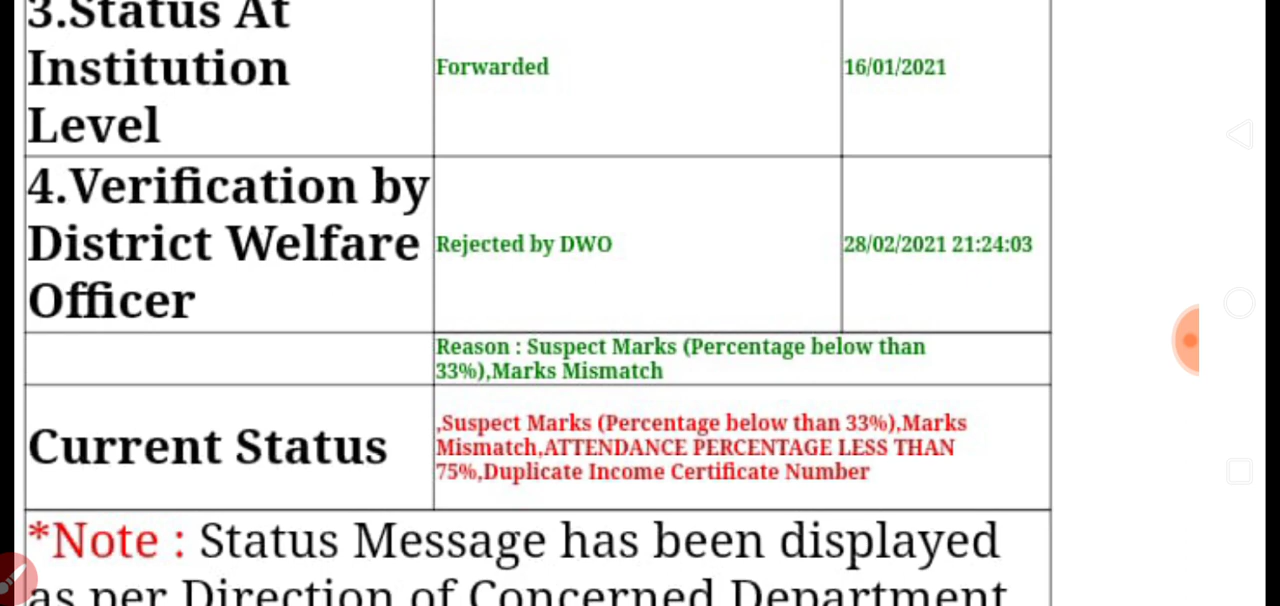 3.Status At
Institution
Level
Forwarded
16/01/2021
4.Verification by
District Welfare
Officer
Rejected by DWO
28/02/2021 21:24:03
Reason : Suspect Marks (Percentage below than
33%),Marks Mismatch
Current Status
,Suspect Marks (Percentage below than 33%),Marks
Mismatch,ATTENDANCE PERCENTAGE LESS THAN
75%,Duplicate Income Certificate Number
*Note : Status Message has been displayed
as per Direction of Concerned Department